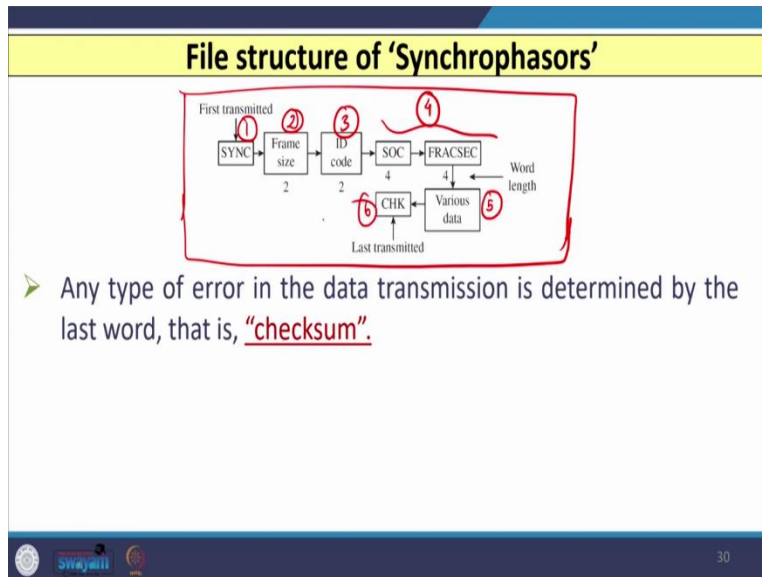 File structure of ‘Synchrophasors’
First transmitted
① ② ③ ④
SYNC Frame size ID code SOC FRACSEC
2 2 4 4
Word length
⑥ CHK Various data ⑤
Last transmitted
➤ Any type of error in the data transmission is determined by the
last word, that is, “checksum”.
swayam
30